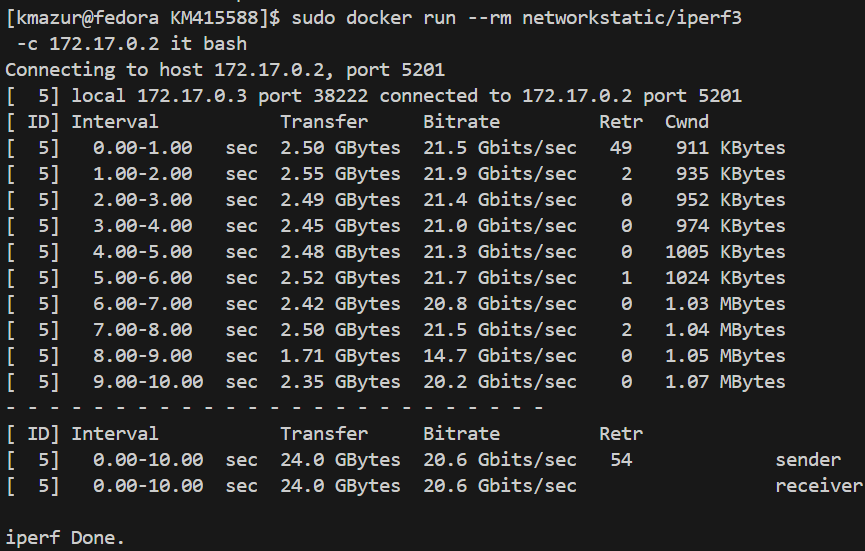 [kmazur@fedora KM415588]$ sudo docker run --rm networkstatic/iperf3
 -c 172.17.0.2 it bash
Connecting to host 172.17.0.2, port 5201
[  5] local 172.17.0.3 port 38222 connected to 172.17.0.2 port 5201
[ ID] Interval           Transfer     Bitrate         Retr  Cwnd
[  5]   0.00-1.00   sec  2.50 GBytes  21.5 Gbits/sec   49    911 KBytes
[  5]   1.00-2.00   sec  2.55 GBytes  21.9 Gbits/sec    2    935 KBytes
[  5]   2.00-3.00   sec  2.49 GBytes  21.4 Gbits/sec    0    952 KBytes
[  5]   3.00-4.00   sec  2.45 GBytes  21.0 Gbits/sec    0    974 KBytes
[  5]   4.00-5.00   sec  2.48 GBytes  21.3 Gbits/sec    0   1005 KBytes
[  5]   5.00-6.00   sec  2.52 GBytes  21.7 Gbits/sec    1   1024 KBytes
[  5]   6.00-7.00   sec  2.42 GBytes  20.8 Gbits/sec    0   1.03 MBytes
[  5]   7.00-8.00   sec  2.50 GBytes  21.5 Gbits/sec    2   1.04 MBytes
[  5]   8.00-9.00   sec  1.71 GBytes  14.7 Gbits/sec    0   1.05 MBytes
[  5]   9.00-10.00  sec  2.35 GBytes  20.2 Gbits/sec    0   1.07 MBytes
- - - - - - - - - - - - - - - - - - - - - - - - -
[ ID] Interval           Transfer     Bitrate         Retr
[  5]   0.00-10.00  sec  24.0 GBytes  20.6 Gbits/sec   54             sender
[  5]   0.00-10.00  sec  24.0 GBytes  20.6 Gbits/sec                  receiver
iperf Done.